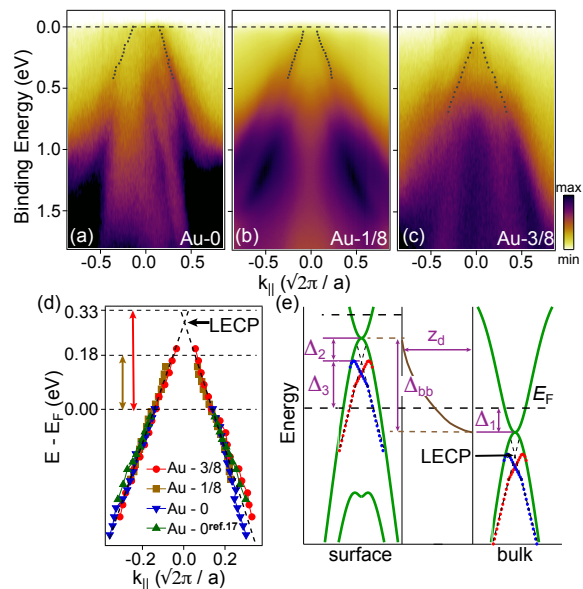 Binding Energy (eV)
0.0
0.5
1.0
1.5
(a) Au-0
(b) Au-1/8
(c) Au-3/8
-0.5 0.0 0.5
-0.5 0.0 0.5
-0.5 0.0 0.5
k|| (√2π / a)
max
min
(d)
E - EF (eV)
0.33
0.18
0.00
LECP
Au - 3/8
Au - 1/8
Au - 0
Au - 0ref.17
-0.2 0.0 0.2
k|| (√2π / a)
(e)
Energy
Δ2
Δ3
Zd
Δbb
EF
Δ1
LECP
surface
bulk